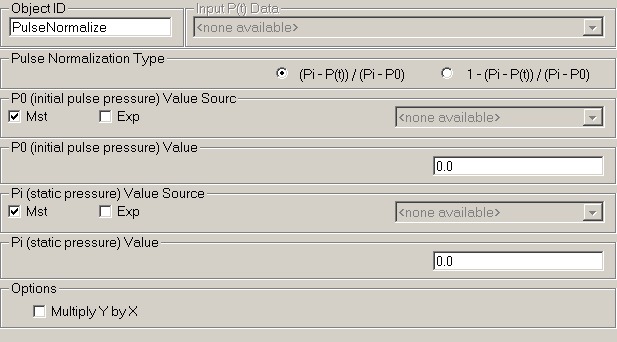 Object ID
Input P(t) Data
PulseNormalize
<none available>
Pulse Normalization Type
(Pi - P(t)) / (Pi - P0)
1 - (Pi - P(t)) / (Pi - P0)
P0 (initial pulse pressure) Value Sourc
Mst
Exp
<none available>
P0 (initial pulse pressure) Value
0.0
Pi (static pressure) Value Source
Mst
Exp
<none available>
Pi (static pressure) Value
0.0
Options
Multiply Y by X